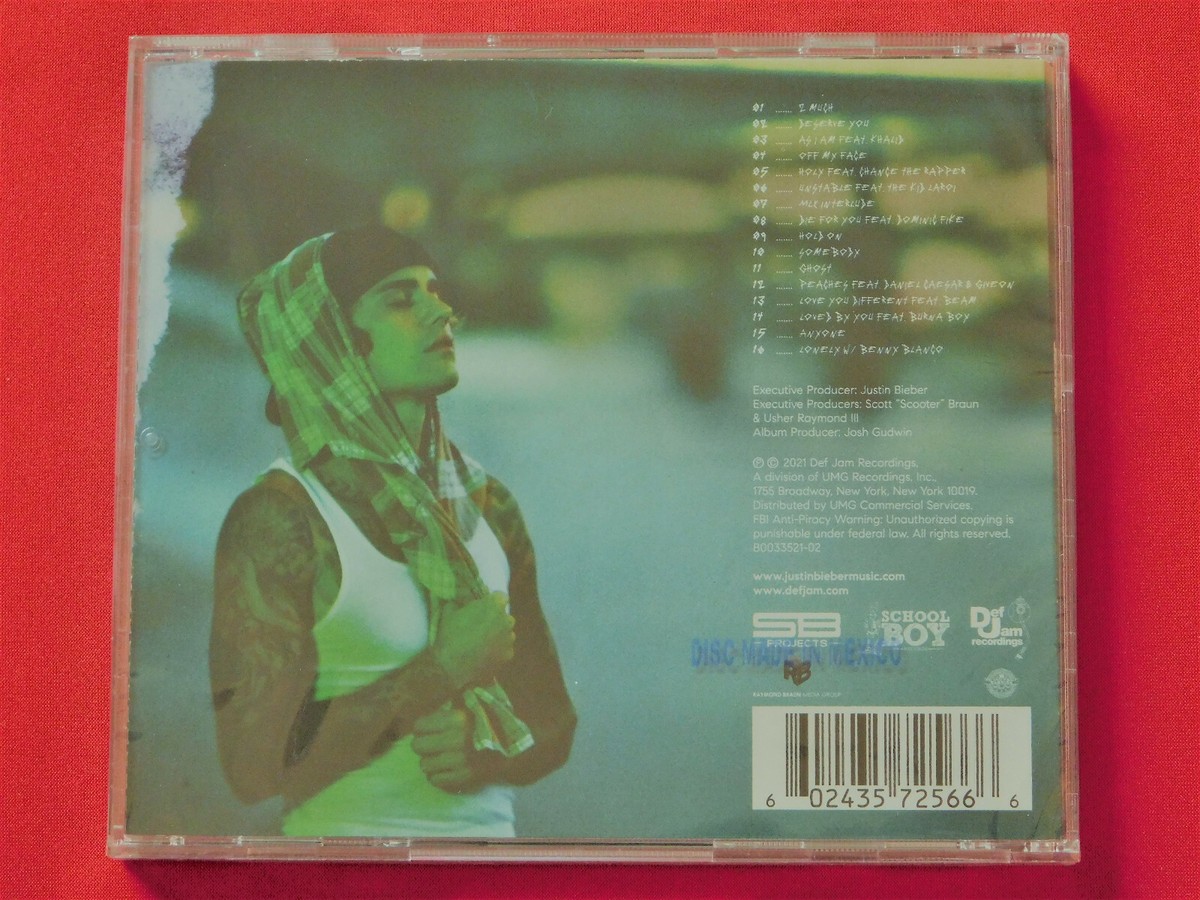 01 ....... 2 MUCH
02 ....... DESERVE YOU
03 ....... AS I AM FEAT. KHALID
04 ....... OFF MY FACE
05 ....... HOLY FEAT. CHANCE THE RAPPER
06 ....... UNSTABLE FEAT. THE KID LAROI
07 ....... MLK INTERLUDE
08 ....... DIE FOR YOU FEAT. DOMINIC FIKE
09 ....... HOLD ON
10 ....... SOMEBODY
11 ....... GHOST
12 ....... PEACHES FEAT. DANIEL CAESAR & GIVEON
13 ....... LOVE YOU DIFFERENT FEAT. BEAM
14 ....... LOVED BY YOU FEAT. BURNA BOY
15 ....... ANYONE
16 ....... LONELY W/ BENNY BLANCO
Executive Producer: Justin Bieber
Executive Producers: Scott "Scooter" Braun
& Usher Raymond III
Album Producer: Josh Gudwin
℗ © 2021 Def Jam Recordings,
A division of UMG Recordings, Inc.,
1755 Broadway, New York, New York 10019.
Distributed by UMG Commercial Services.
FBI Anti-Piracy Warning: Unauthorized copying is
punishable under federal law. All rights reserved.
B0033521-02
www.justinbiebermusic.com
www.defjam.com
SB
PROJECTS
SCHOOL
BOY
Def
Jam
recordings
DISC MADE IN MEXICO
RB
RAYMOND BRAUN MEDIA GROUP
6 02435 72566 6